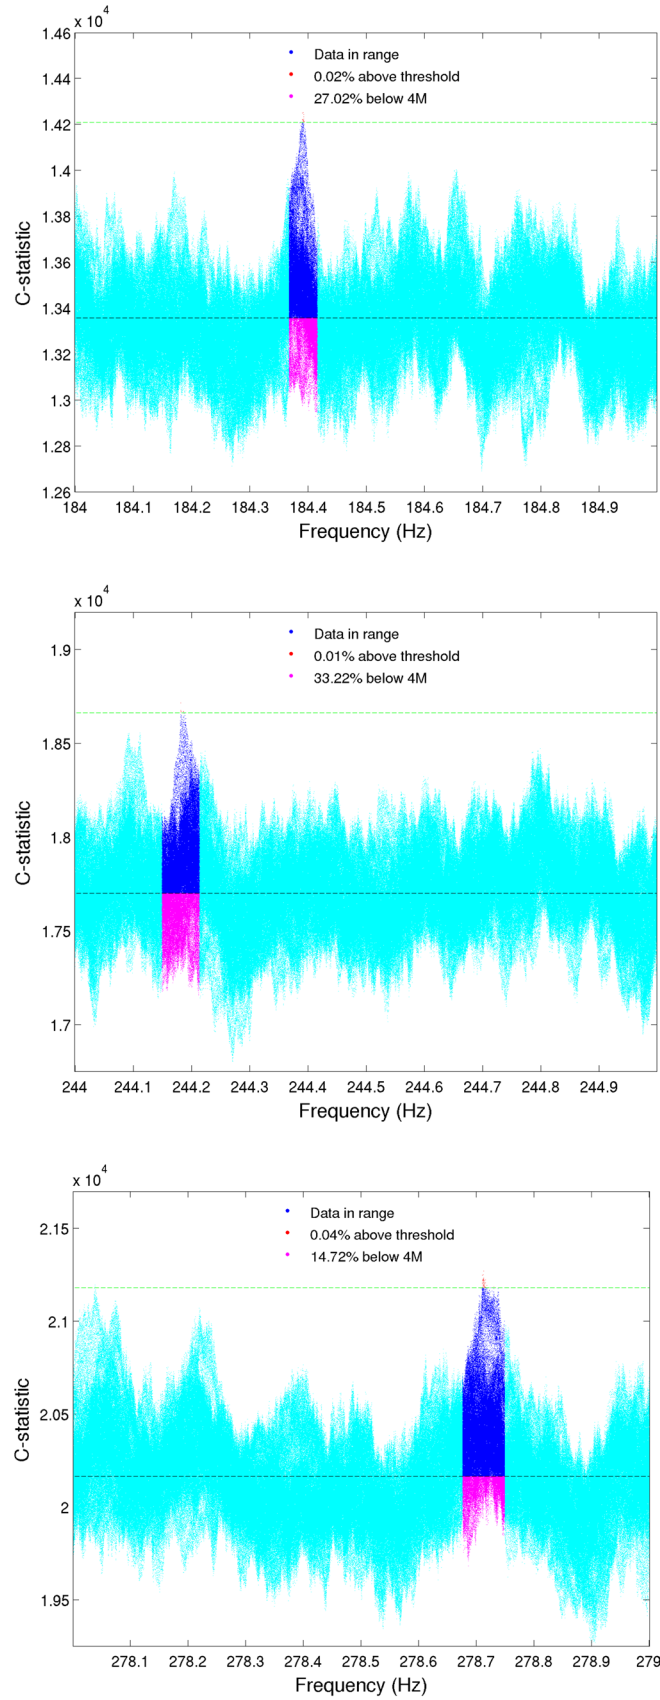 x 10^4
1.46
1.44
1.42
1.4
1.38
1.36
1.34
1.32
1.3
1.28
1.26
C-statistic
Data in range
0.02% above threshold
27.02% below 4M
184 184.1 184.2 184.3 184.4 184.5 184.6 184.7 184.8 184.9
Frequency (Hz)
x 10^4
1.9
1.85
1.8
1.75
1.7
C-statistic
Data in range
0.01% above threshold
33.22% below 4M
244 244.1 244.2 244.3 244.4 244.5 244.6 244.7 244.8 244.9
Frequency (Hz)
x 10^4
2.15
2.1
2.05
2
1.95
C-statistic
Data in range
0.04% above threshold
14.72% below 4M
278.1 278.2 278.3 278.4 278.5 278.6 278.7 278.8 278.9 279
Frequency (Hz)